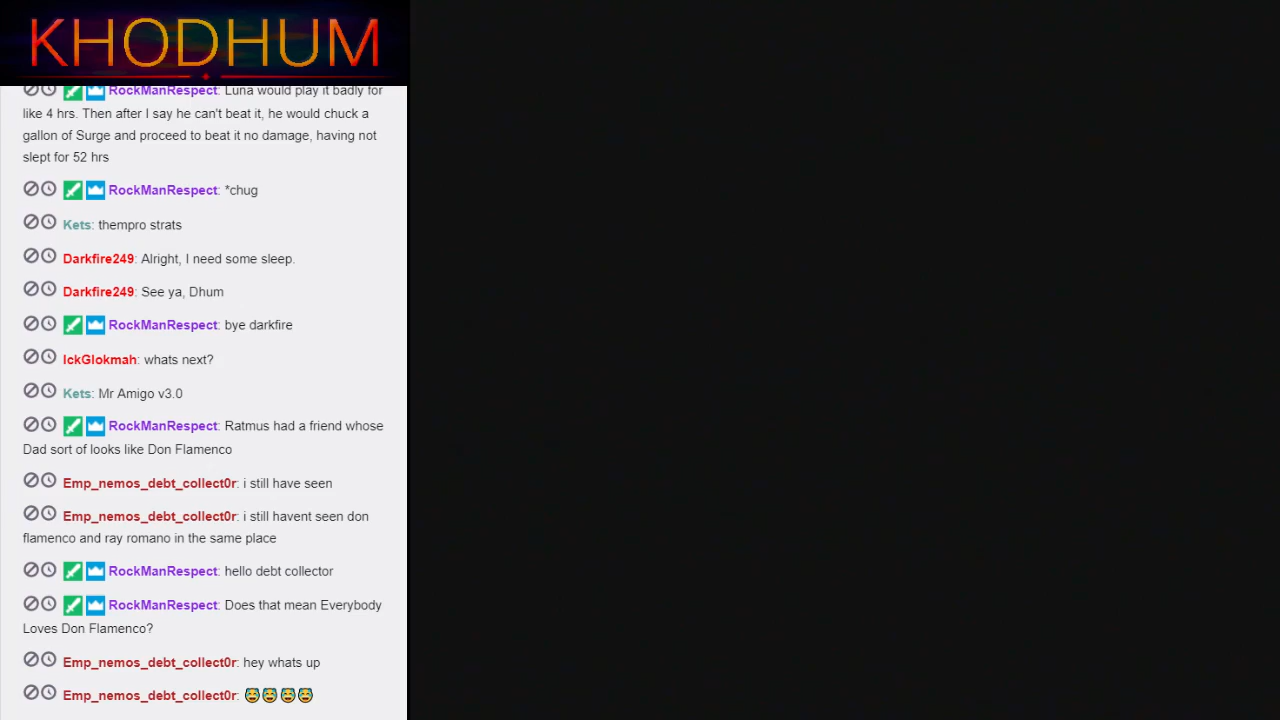 KHODHUM
RockManRespect: Luna would play it badly for
like 4 hrs. Then after I say he can't beat it, he would chuck a
gallon of Surge and proceed to beat it no damage, having not
slept for 52 hrs
RockManRespect: *chug
Kets: thempro strats
Darkfire249: Alright, I need some sleep.
Darkfire249: See ya, Dhum
RockManRespect: bye darkfire
IckGlokmah: whats next?
Kets: Mr Amigo v3.0
RockManRespect: Ratmus had a friend whose
Dad sort of looks like Don Flamenco
Emp_nemos_debt_collect0r: i still have seen
Emp_nemos_debt_collect0r: i still havent seen don
flamenco and ray romano in the same place
RockManRespect: hello debt collector
RockManRespect: Does that mean Everybody
Loves Don Flamenco?
Emp_nemos_debt_collect0r: hey whats up
Emp_nemos_debt_collect0r: